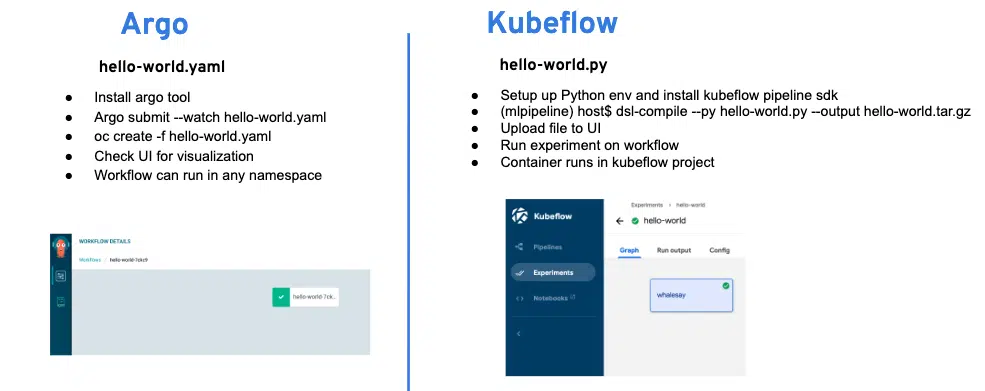 Argo
hello-world.yaml
Install argo tool
Argo submit --watch hello-world.yaml
oc create -f hello-world.yaml
Check UI for visualization
Workflow can run in any namespace
WORKFLOW DETAILS
Workflows /
hello-world-7ck..
Kubeflow
hello-world.py
Setup up Python env and install kubeflow pipeline sdk
(mlpipeline) host$ dsl-compile --py hello-world.py --output hello-world.tar.gz
Upload file to UI
Run experiment on workflow
Container runs in kubeflow project
Kubeflow
Pipelines
Experiments
Notebooks
Experiments > hello-world
hello-world
Graph Run output Config
whalesay